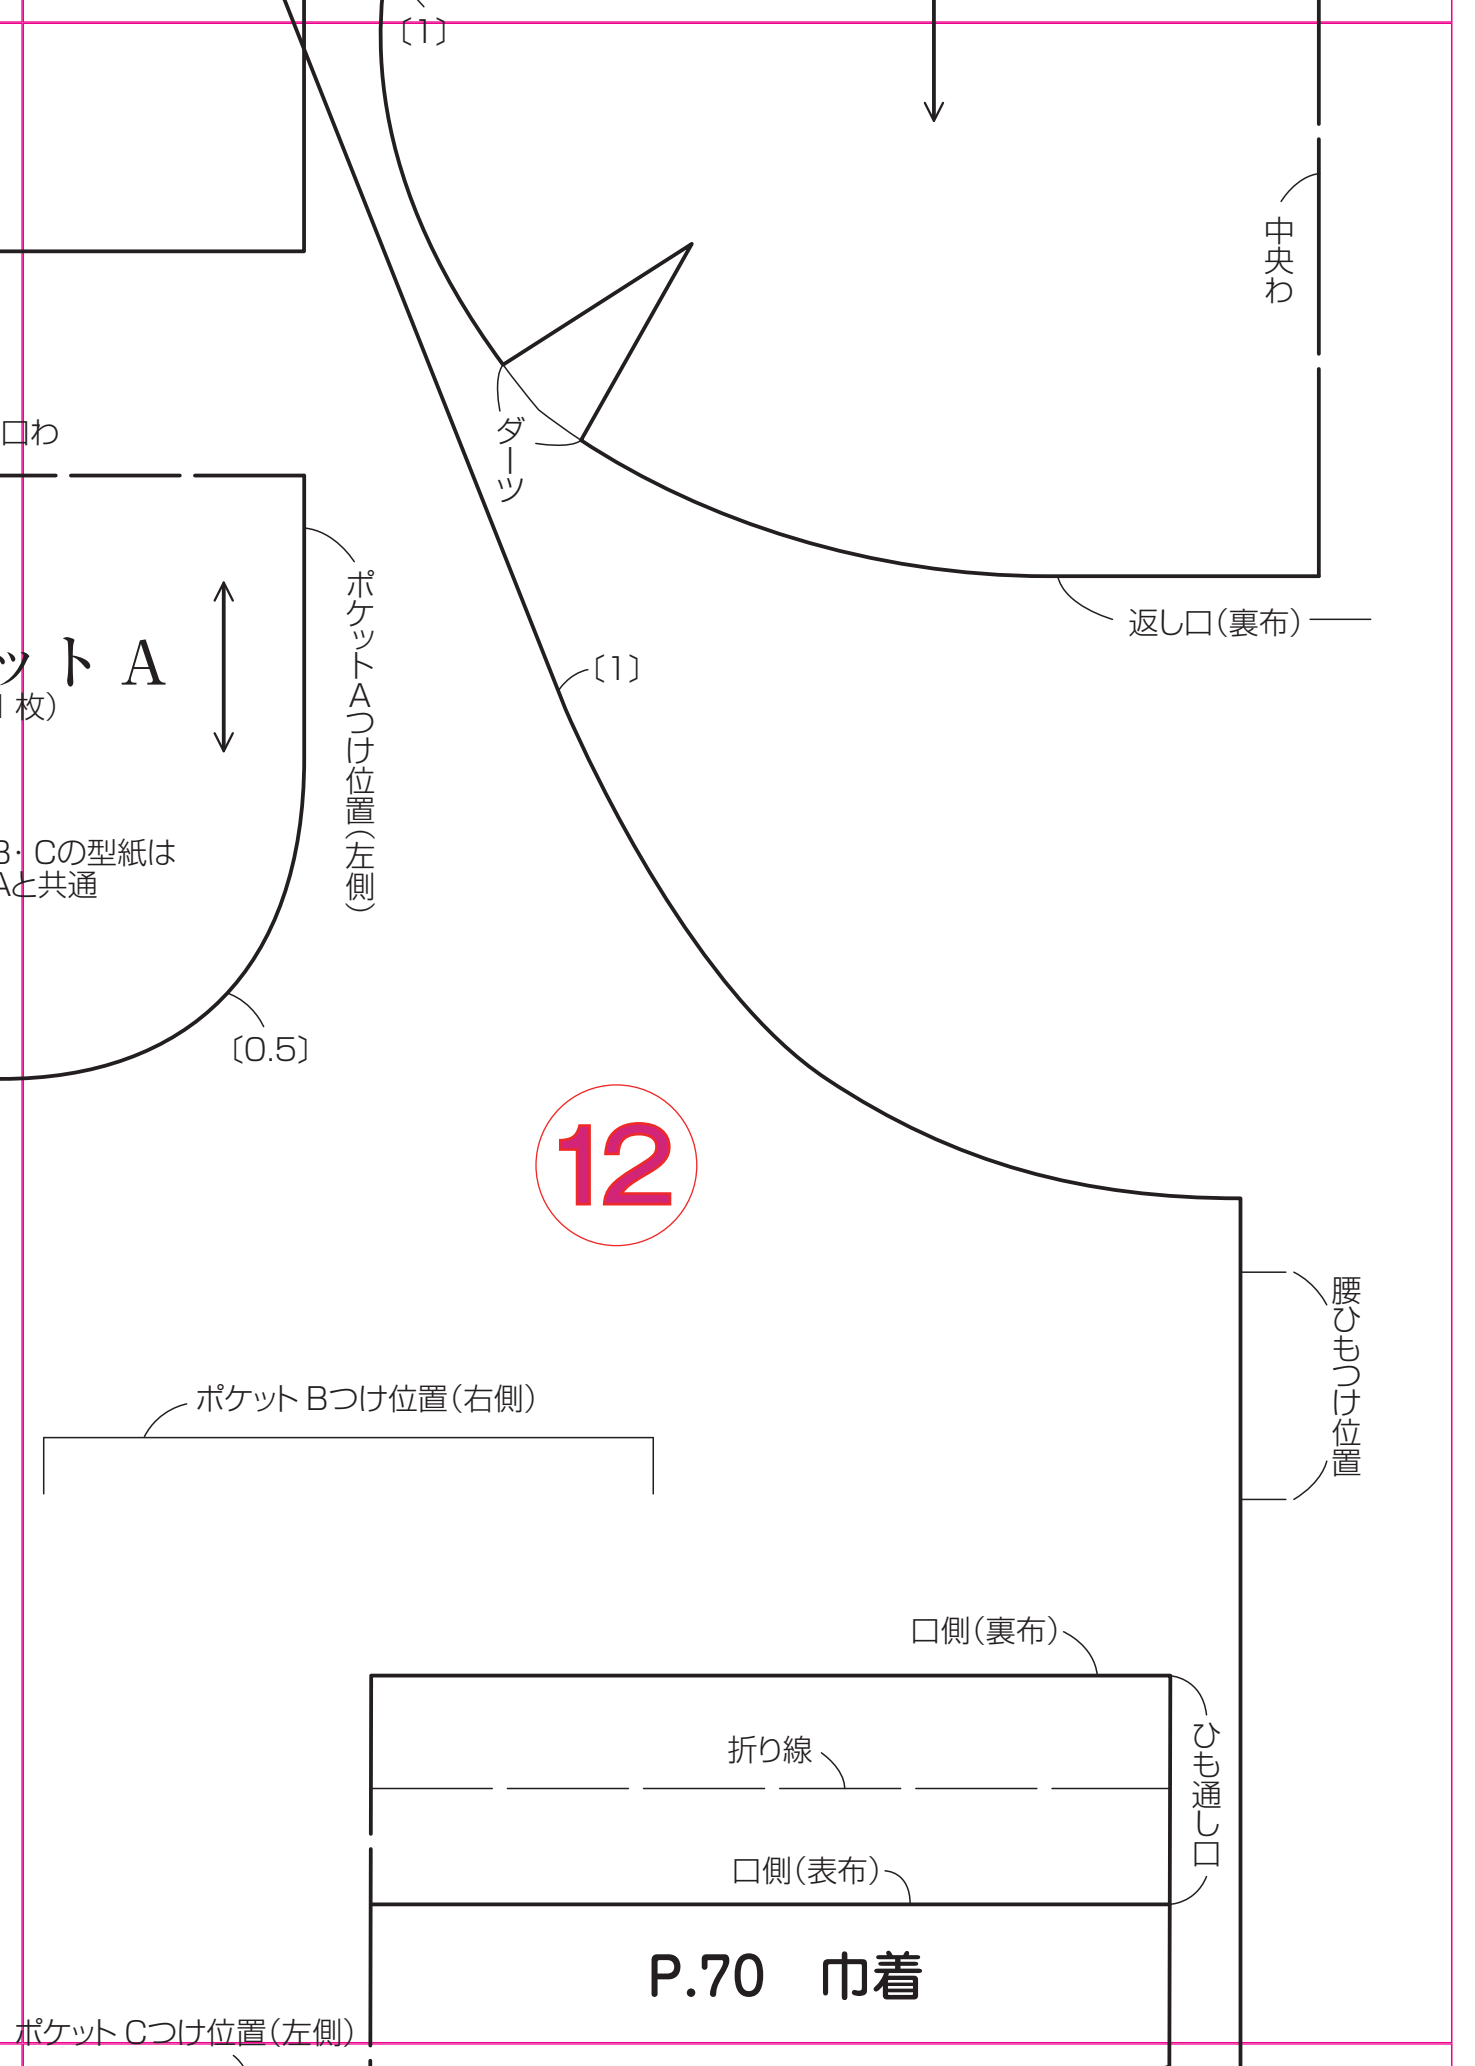 〔1〕
中央わ
口わ
ダーツ
ポケットAつけ位置(左側)
返し口(裏布)
ットA
枚)
〔1〕
B・Cの型紙は
Aと共通
〔0.5〕
12
腰ひもつけ位置
ポケットBつけ位置(右側)
口側(裏布)
ひも通し口
折り線
口側(表布)
P.70 巾着
ポケットCつけ位置(左側)